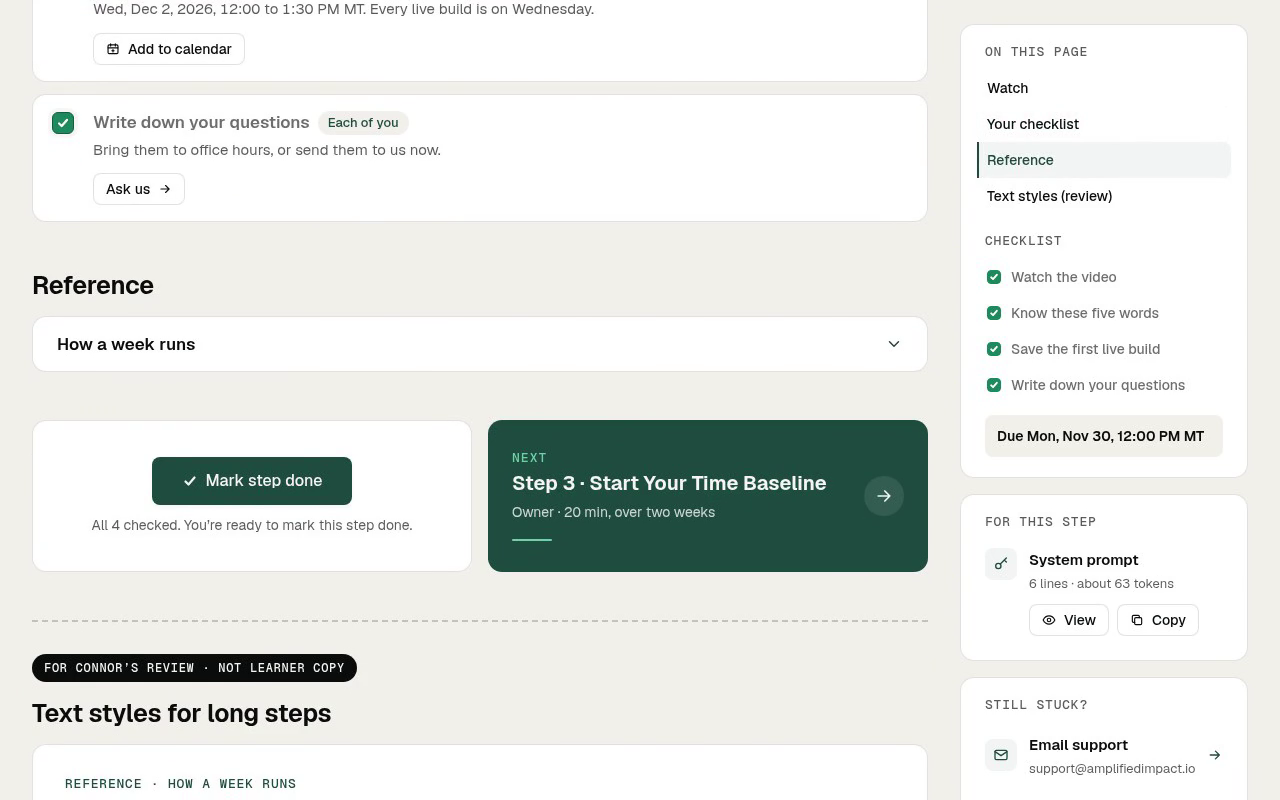 Wed, Dec 2, 2026, 12:00 to 1:30 PM MT. Every live build is on Wednesday.
Add to calendar
Write down your questions
Each of you
Bring them to office hours, or send them to us now.
Ask us
Reference
How a week runs
Mark step done
All 4 checked. You're ready to mark this step done.
NEXT
Step 3 · Start Your Time Baseline
Owner · 20 min, over two weeks
FOR CONNOR'S REVIEW · NOT LEARNER COPY
Text styles for long steps
REFERENCE · HOW A WEEK RUNS
ON THIS PAGE
Watch
Your checklist
Reference
Text styles (review)
CHECKLIST
Watch the video
Know these five words
Save the first live build
Write down your questions
Due Mon, Nov 30, 12:00 PM MT
FOR THIS STEP
System prompt
6 lines · about 63 tokens
View
Copy
STILL STUCK?
Email support
support@amplifiedimpact.io